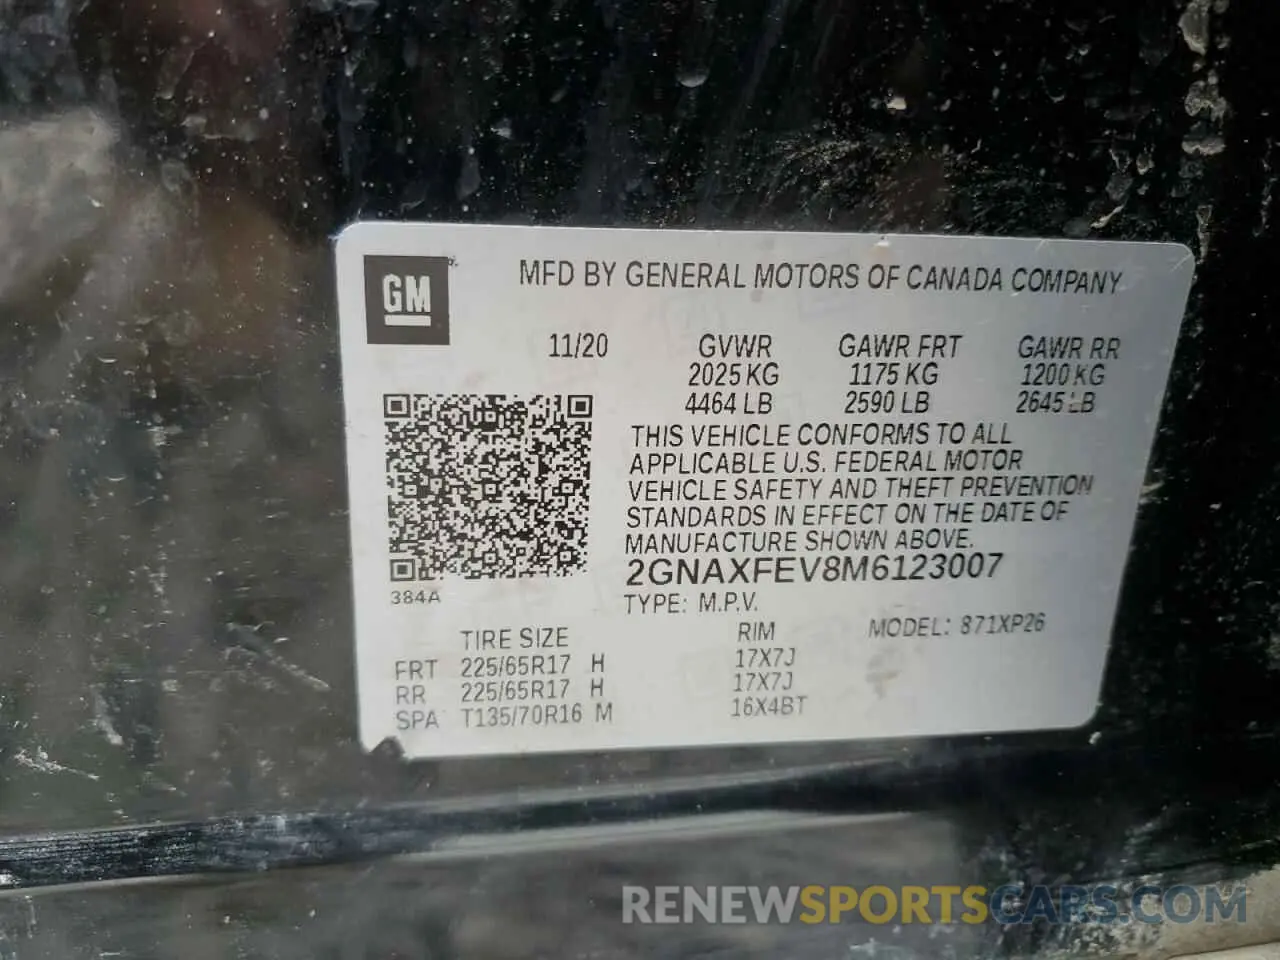 GM
MFD BY GENERAL MOTORS OF CANADA COMPANY
11/20 GVWR GAWR FRT GAWR RR
2025 KG 1175 KG 1200 KG
4464 LB 2590 LB 2645 LB
THIS VEHICLE CONFORMS TO ALL
APPLICABLE U.S. FEDERAL MOTOR
VEHICLE SAFETY AND THEFT PREVENTION
STANDARDS IN EFFECT ON THE DATE OF
MANUFACTURE SHOWN ABOVE.
2GNAXFEV8M6123007
384A
TYPE: M.P.V.
TIRE SIZE RIM MODEL: 871XP26
FRT 225/65R17 H 17X7J
RR 225/65R17 H 17X7J
SPA T135/70R16 M 16X4BT
RENEWSPORTSCARS.COM